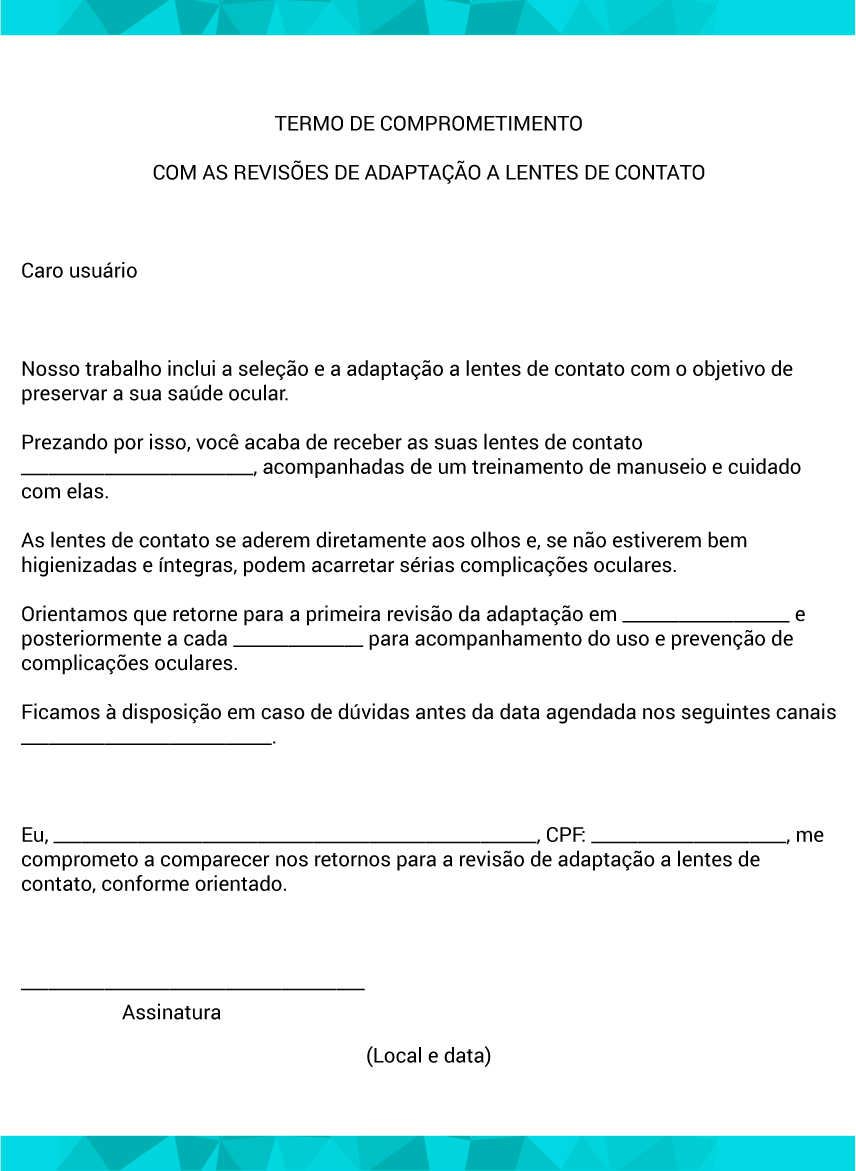 TERMO DE COMPROMETIMENTO
COM AS REVISÕES DE ADAPTAÇÃO A LENTES DE CONTATO
Caro usuário
Nosso trabalho inclui a seleção e a adaptação a lentes de contato com o objetivo de
preservar a sua saúde ocular.
Prezando por isso, você acaba de receber as suas lentes de contato
_________________________, acompanhadas de um treinamento de manuseio e cuidado
com elas.
As lentes de contato se aderem diretamente aos olhos e, se não estiverem bem
higienizadas e íntegras, podem acarretar sérias complicações oculares.
Orientamos que retorne para a primeira revisão da adaptação em __________________ e
posteriormente a cada ______________ para acompanhamento do uso e prevenção de
complicações oculares.
Ficamos à disposição em caso de dúvidas antes da data agendada nos seguintes canais
___________________________.
Eu, ____________________________________________________, CPF: _____________________, me
comprometo a comparecer nos retornos para a revisão de adaptação a lentes de
contato, conforme orientado.
_____________________________________
Assinatura
(Local e data)